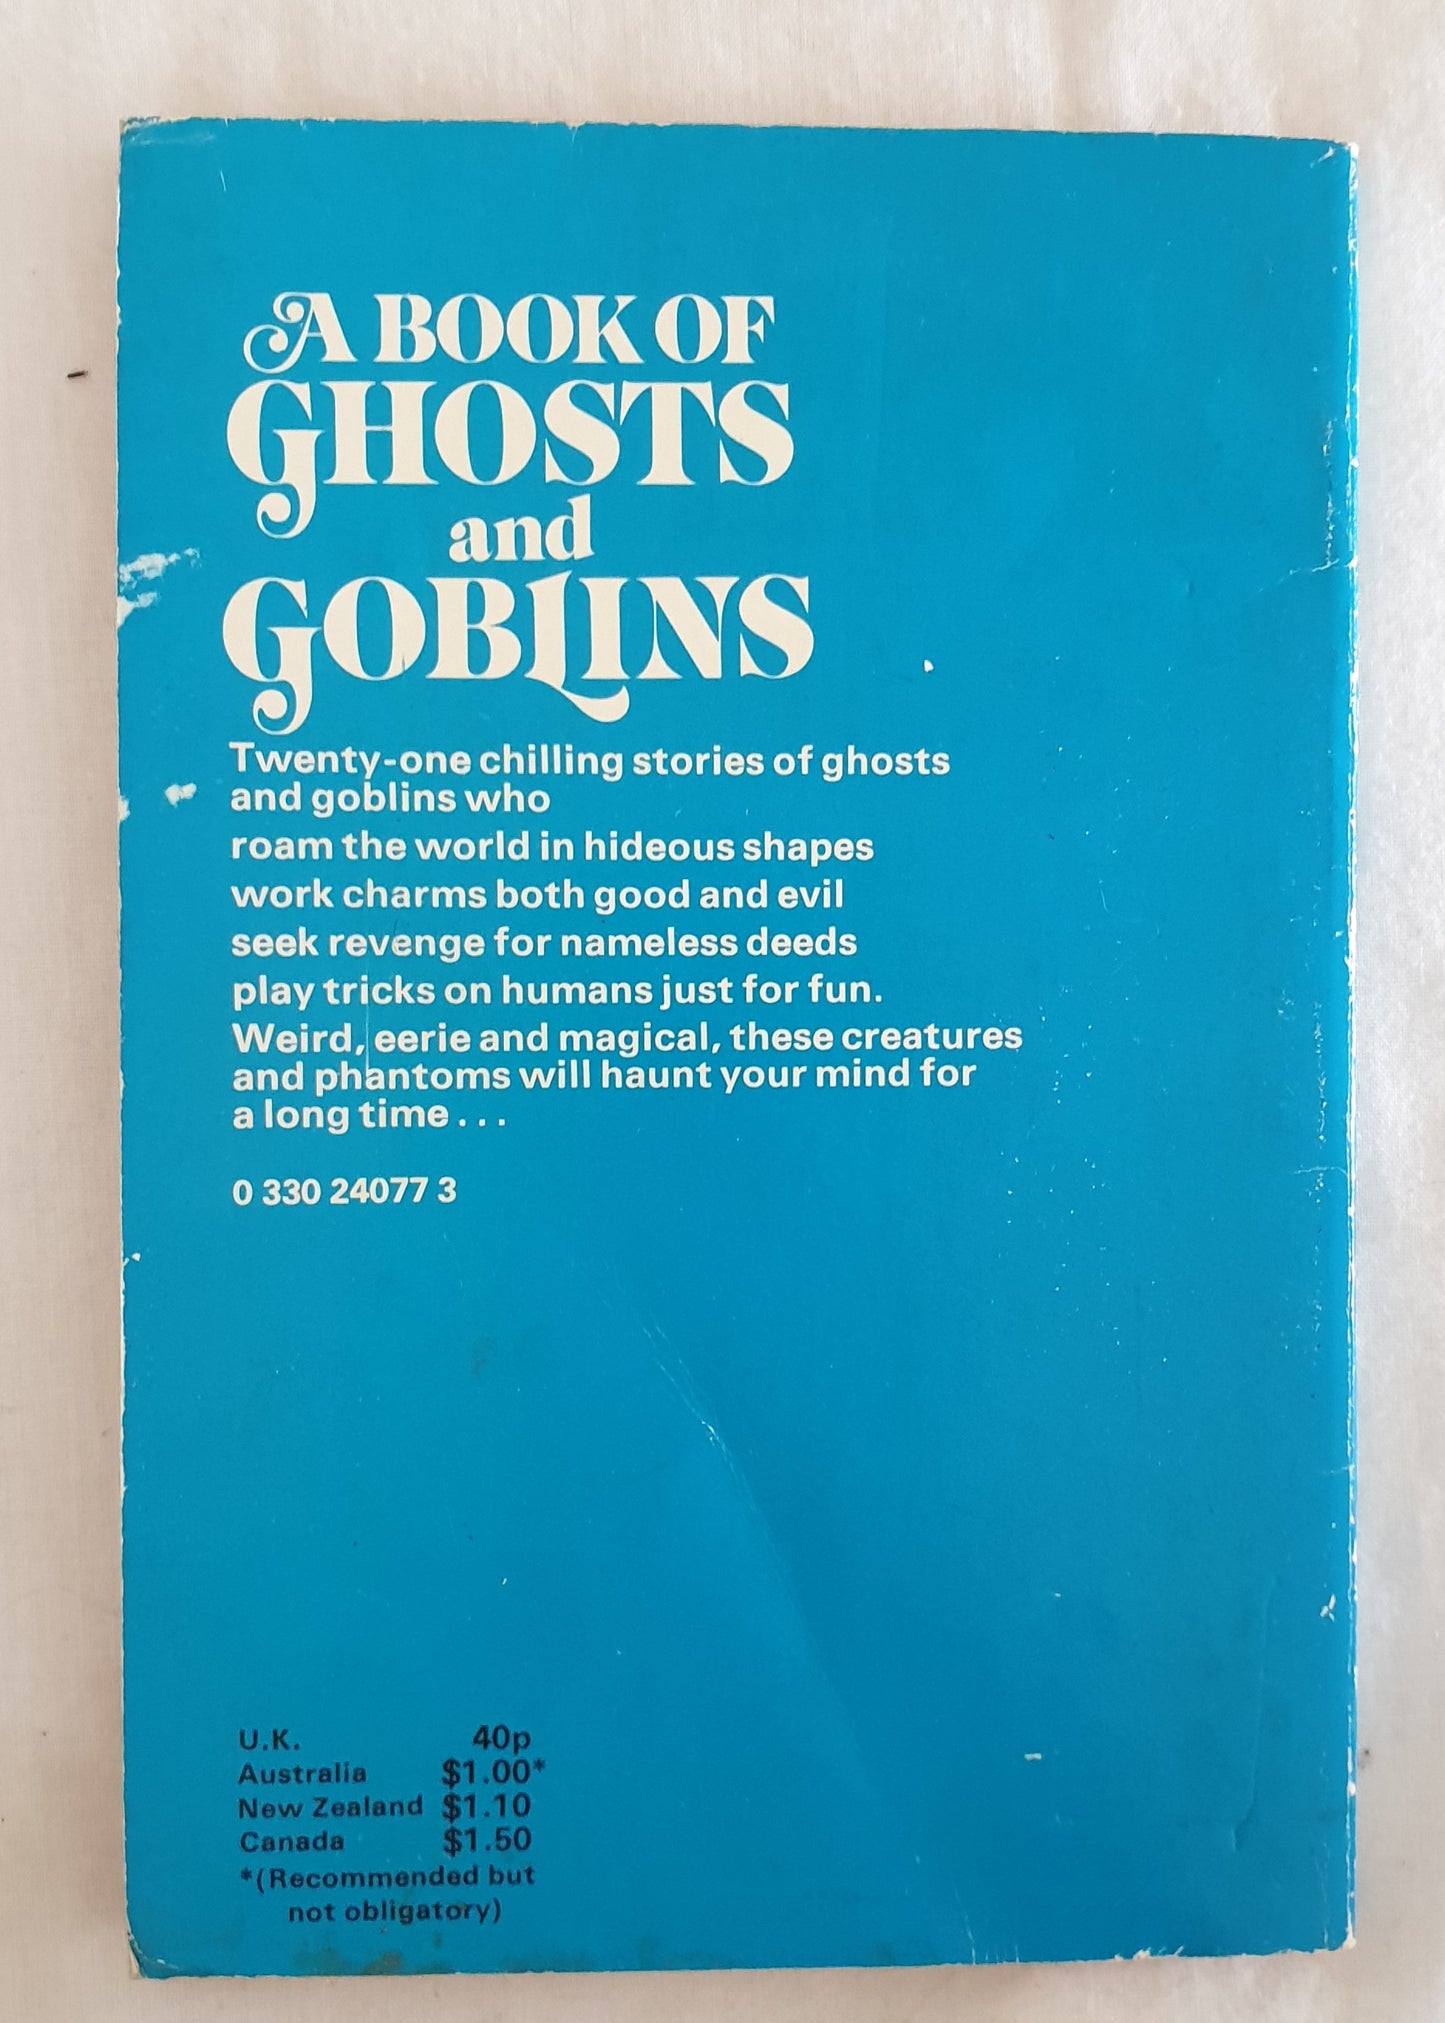 A BOOK OF
GHOSTS
and
GOBLINS
Twenty-one chilling stories of ghosts
and goblins who
roam the world in hideous shapes
work charms both good and evil
seek revenge for nameless deeds
play tricks on humans just for fun.
Weird, eerie and magical, these creatures
and phantoms will haunt your mind for
a long time . . .
0 330 24077 3
U.K. 40p
Australia $1.00*
New Zealand $1.10
Canada $1.50
*(Recommended but
not obligatory)